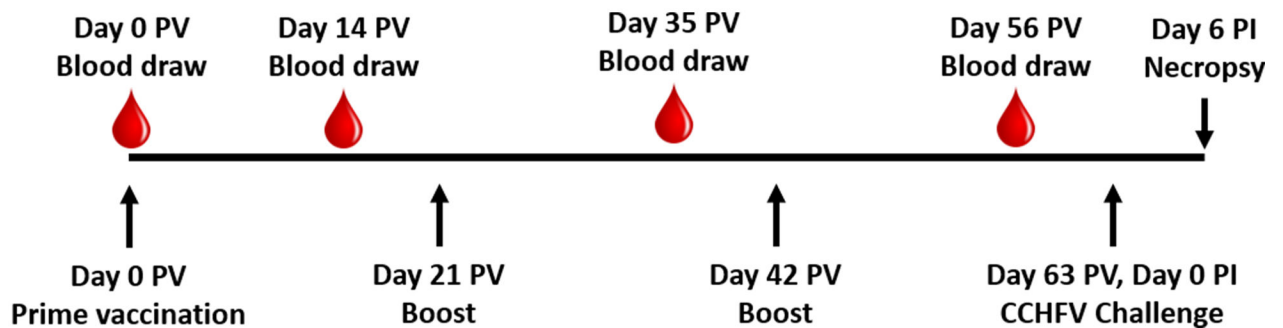 Day 0 PV
Blood draw
Day 14 PV
Blood draw
Day 35 PV
Blood draw
Day 56 PV
Blood draw
Day 6 PI
Necropsy
Day 0 PV
Prime vaccination
Day 21 PV
Boost
Day 42 PV
Boost
Day 63 PV, Day 0 PI
CCHFV Challenge